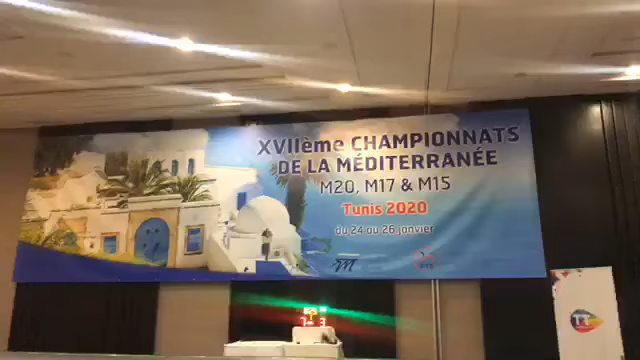 XVIIème CHAMPIONNATS
DE LA MÉDITERRANÉE
M20, M17 & M15
Tunis 2020
du 24 au 26 janvier